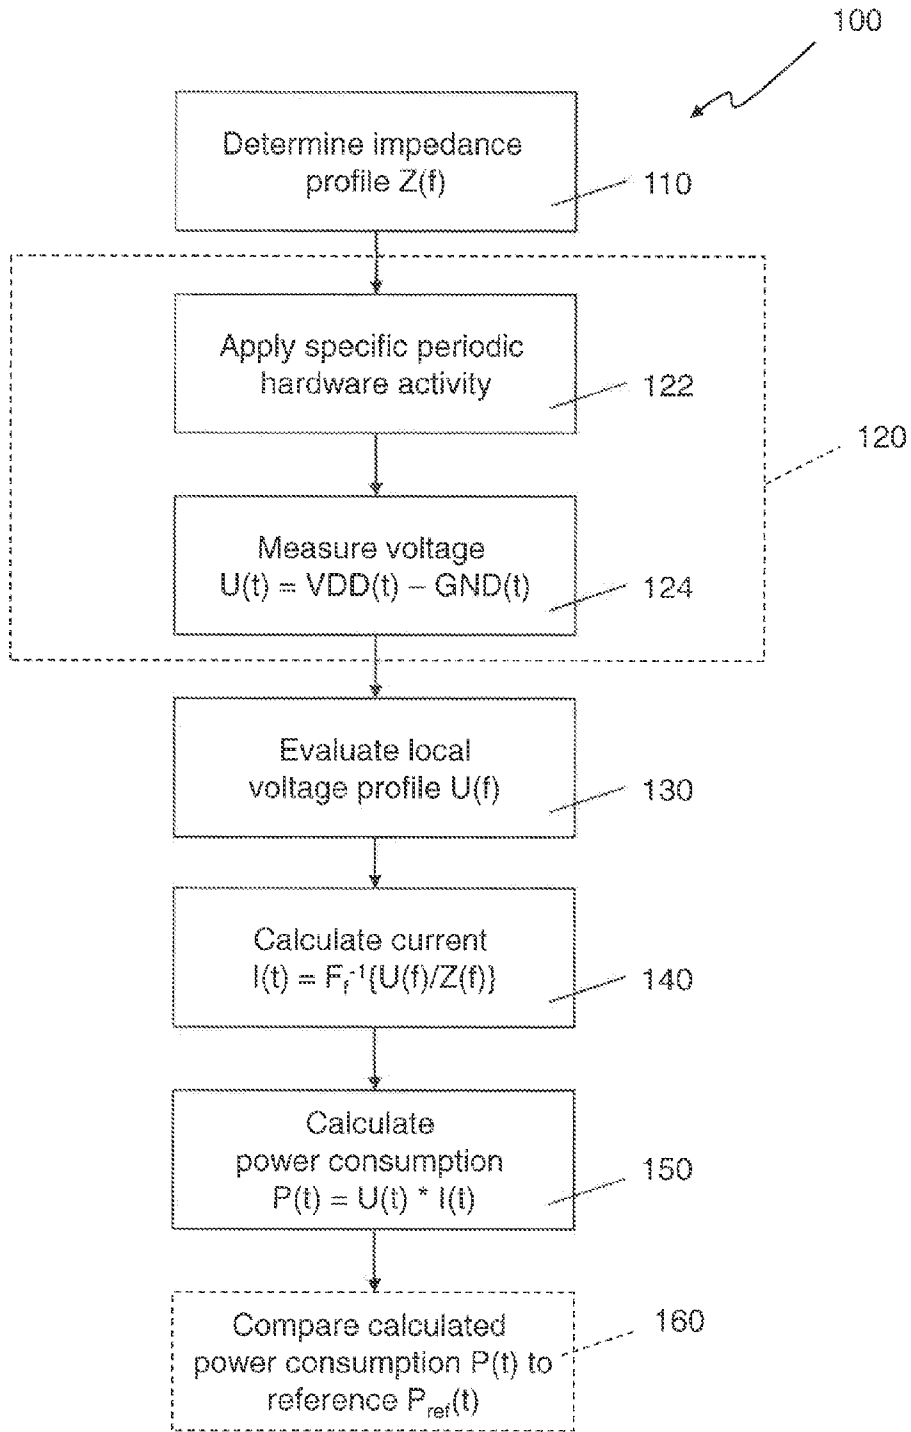 100
Determine impedance
profile Z(f)
110
Apply specific periodic
hardware activity
122
120
Measure voltage
U(t) = VDD(t) – GND(t)
124
Evaluate local
voltage profile U(f)
130
Calculate current
I(t) = F_f^-1{U(f)/Z(f)}
140
Calculate
power consumption
P(t) = U(t) * I(t)
150
Compare calculated
power consumption P(t) to
reference P_ref(t)
160